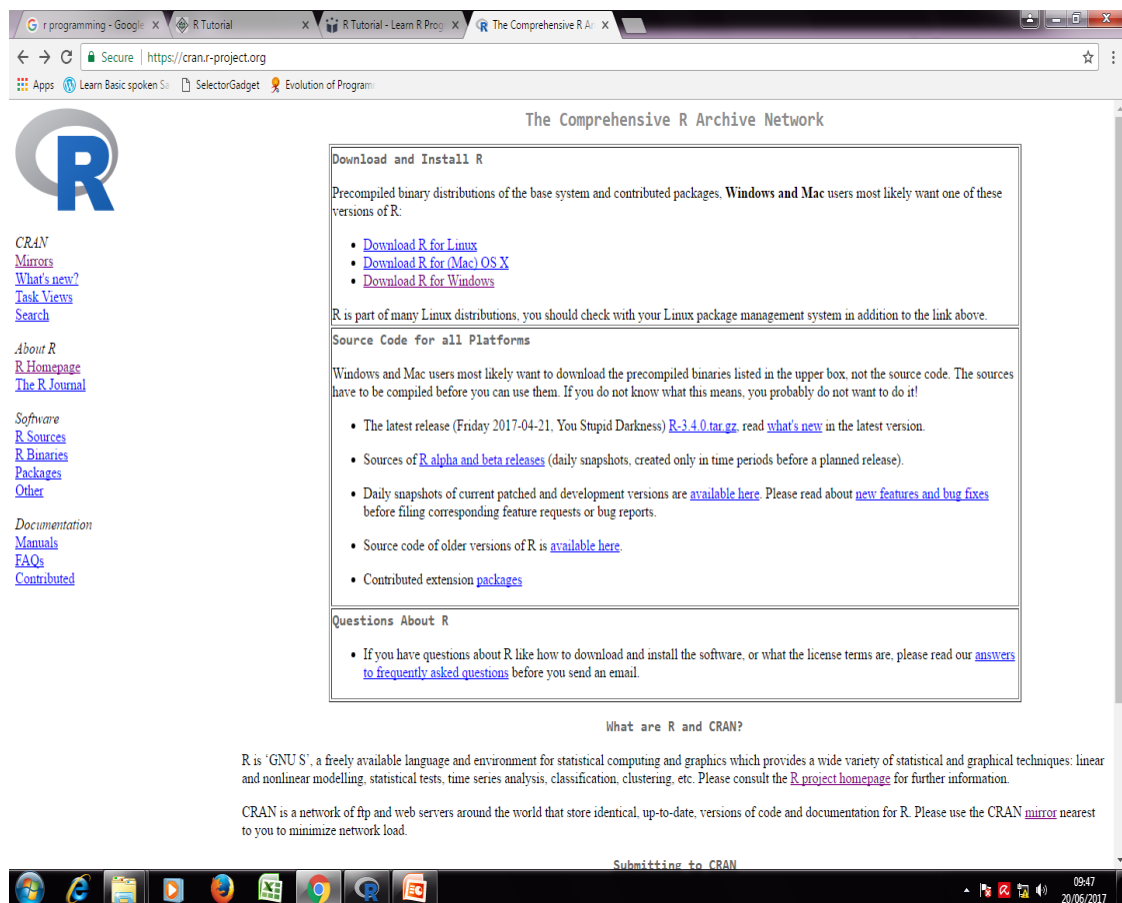 r programming - Google
R Tutorial
R Tutorial - Learn R Prog
The Comprehensive R Ar
Secure | https://cran.r-project.org
Apps Learn Basic spoken Sa SelectorGadget Evolution of Program
R
CRAN
Mirrors
What's new?
Task Views
Search
About R
R Homepage
The R Journal
Software
R Sources
R Binaries
Packages
Other
Documentation
Manuals
FAQs
Contributed
The Comprehensive R Archive Network
Download and Install R
Precompiled binary distributions of the base system and contributed packages, Windows and Mac users most likely want one of these
versions of R:
• Download R for Linux
• Download R for (Mac) OS X
• Download R for Windows
R is part of many Linux distributions, you should check with your Linux package management system in addition to the link above.
Source Code for all Platforms
Windows and Mac users most likely want to download the precompiled binaries listed in the upper box, not the source code. The sources
have to be compiled before you can use them. If you do not know what this means, you probably do not want to do it!
• The latest release (Friday 2017-04-21, You Stupid Darkness) R-3.4.0.tar.gz, read what's new in the latest version.
• Sources of R alpha and beta releases (daily snapshots, created only in time periods before a planned release).
• Daily snapshots of current patched and development versions are available here. Please read about new features and bug fixes
before filing corresponding feature requests or bug reports.
• Source code of older versions of R is available here.
• Contributed extension packages
Questions About R
• If you have questions about R like how to download and install the software, or what the license terms are, please read our answers
to frequently asked questions before you send an email.
What are R and CRAN?
R is ‘GNU S’, a freely available language and environment for statistical computing and graphics which provides a wide variety of statistical and graphical techniques: linear
and nonlinear modelling, statistical tests, time series analysis, classification, clustering, etc. Please consult the R project homepage for further information.
CRAN is a network of ftp and web servers around the world that store identical, up-to-date, versions of code and documentation for R. Please use the CRAN mirror nearest
to you to minimize network load.
Submitting to CRAN
09:47
20/06/2017